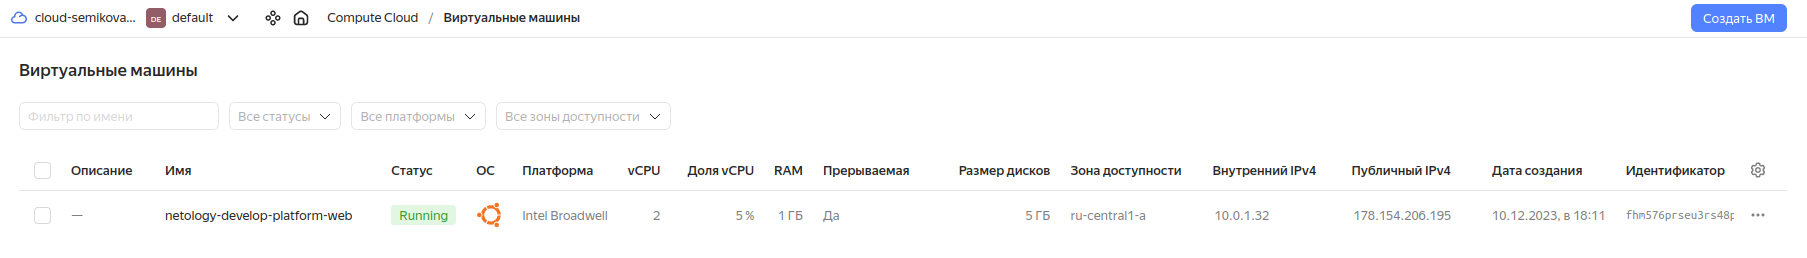 cloud-semikova... DE default Compute Cloud / Виртуальные машины Создать ВМ
Виртуальные машины
Фильтр по имени Все статусы Все платформы Все зоны доступности
Описание Имя Статус ОС Платформа vCPU Доля vCPU RAM Прерываемая Размер дисков Зона доступности Внутренний IPv4 Публичный IPv4 Дата создания Идентификатор
— netology-develop-platform-web Running Intel Broadwell 2 5 % 1 ГБ Да 5 ГБ ru-central1-a 10.0.1.32 178.154.206.195 10.12.2023, в 18:11 fhm576prseu3rs48p